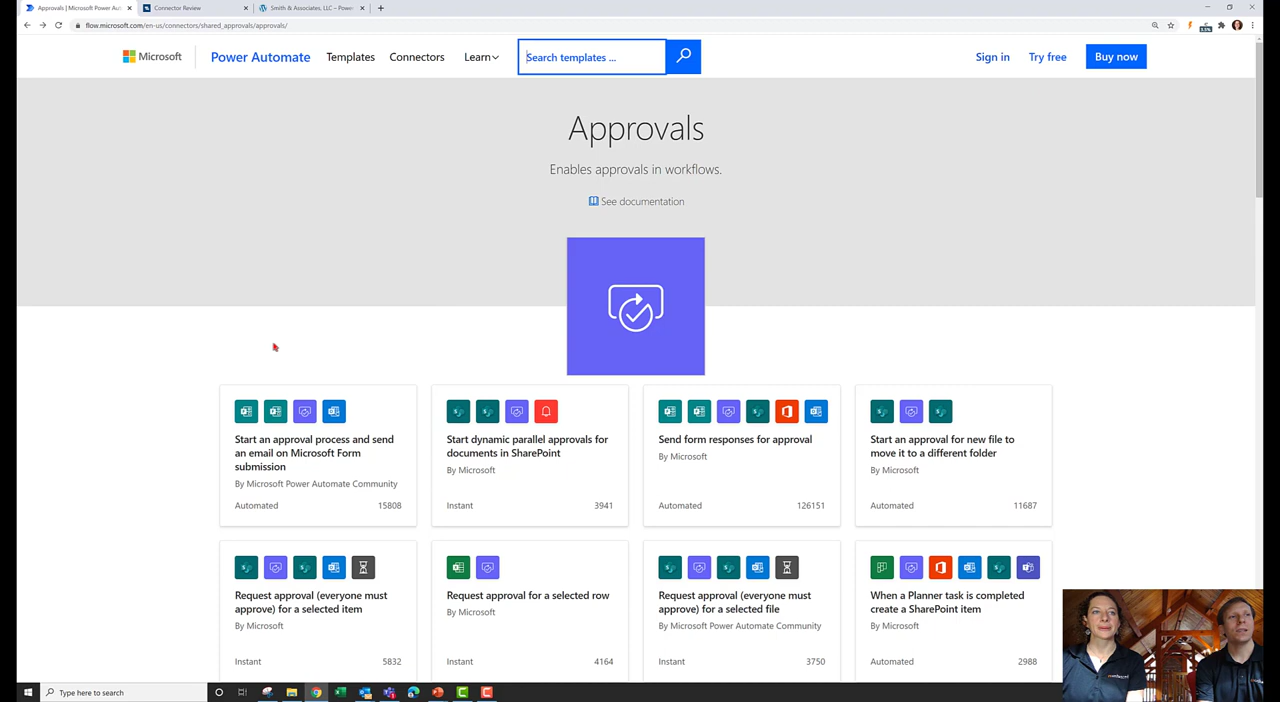 Approvals | Microsoft Power Aut
Connector Review
Smith & Associates, LLC – Power
flow.microsoft.com/en-us/connectors/shared_approvals/approvals/
Microsoft
Power Automate
Templates
Connectors
Learn
Search templates ...
Sign in
Try free
Buy now
Approvals
Enables approvals in workflows.
See documentation
Start an approval process and send
an email on Microsoft Form
submission
By Microsoft Power Automate Community
Automated 15808
Start dynamic parallel approvals for
documents in SharePoint
By Microsoft
Instant 3941
Send form responses for approval
By Microsoft
Automated 126151
Start an approval for new file to
move it to a different folder
By Microsoft
Automated 11687
Request approval (everyone must
approve) for a selected item
By Microsoft
Instant 5832
Request approval for a selected row
By Microsoft
Instant 4164
Request approval (everyone must
approve) for a selected file
By Microsoft Power Automate Community
Instant 3750
When a Planner task is completed
create a SharePoint item
By Microsoft
Automated 2988
Type here to search